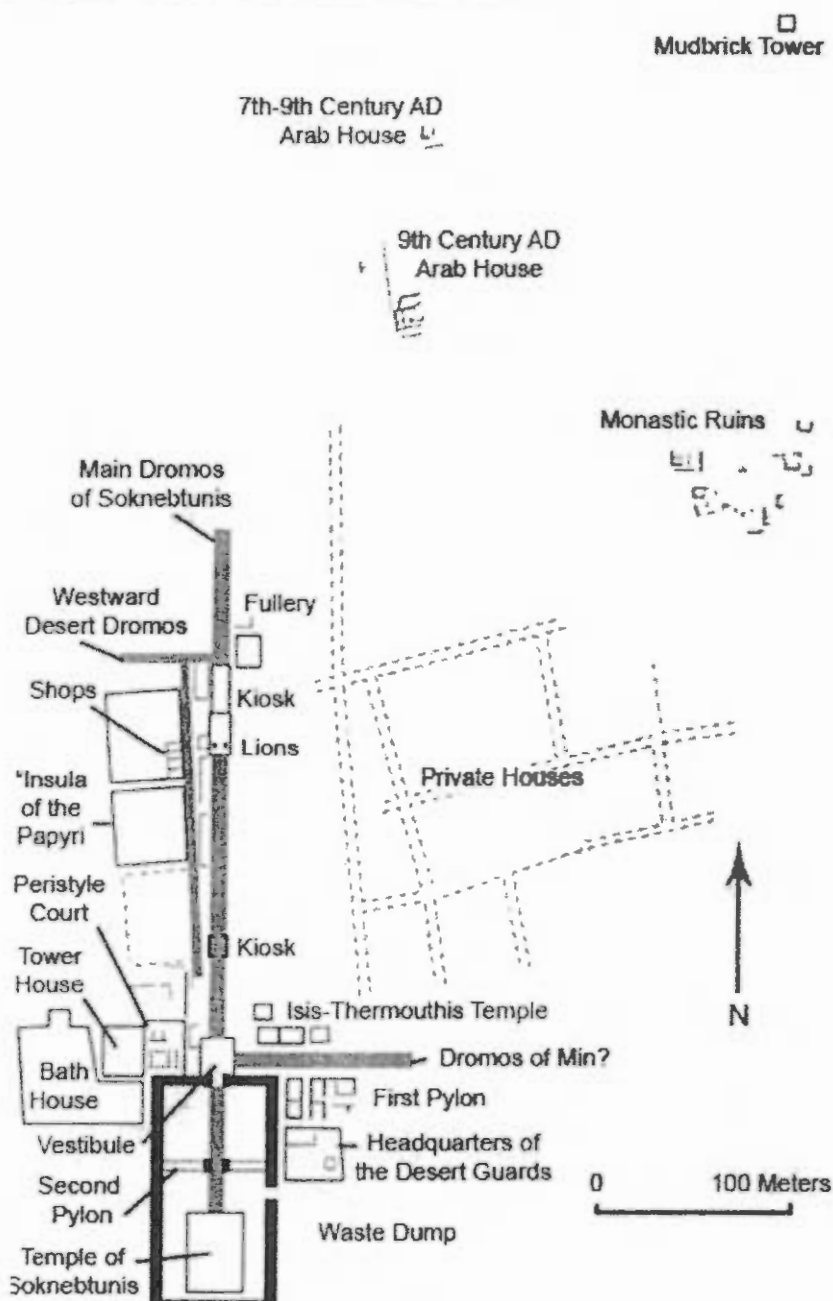 Mudbrick Tower
7th-9th Century AD
Arab House
9th Century AD
Arab House
Monastic Ruins
Main Dromos
of Soknebtunis
Westward
Desert Dromos
Fullery
Shops
Kiosk
Lions
"Insula
of the
Papyri
Private Houses
Peristyle
Court
Tower
House
Kiosk
N
Isis-Thermouthis Temple
Bath
House
Dromos of Min?
First Pylon
Vestibule
Headquarters of
the Desert Guards
Second
Pylon
0 100 Meters
Waste Dump
Temple of
Soknebtunis